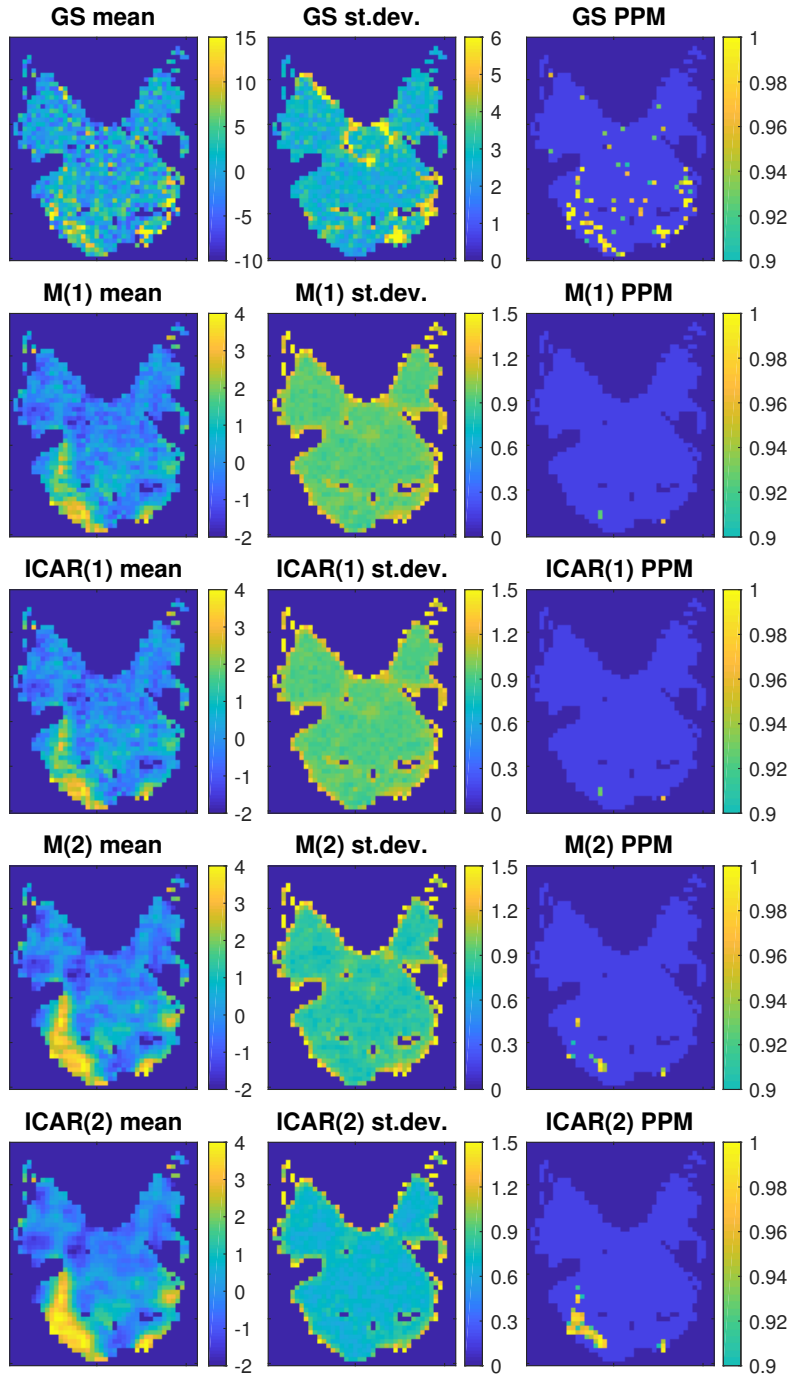 GS mean GS st.dev. GS PPM
15 6 1
10 5 0.98
5 4 0.96
0 3 0.94
-5 2 0.92
-10 1 0.9
0
M(1) mean M(1) st.dev. M(1) PPM
4 1.5 1
3 1.2 0.98
2 0.9 0.96
1 0.6 0.94
0 0.3 0.92
-1 0 0.9
-2
ICAR(1) mean ICAR(1) st.dev. ICAR(1) PPM
4 1.5 1
3 1.2 0.98
2 0.9 0.96
1 0.6 0.94
0 0.3 0.92
-1 0 0.9
-2
M(2) mean M(2) st.dev. M(2) PPM
4 1.5 1
3 1.2 0.98
2 0.9 0.96
1 0.6 0.94
0 0.3 0.92
-1 0 0.9
-2
ICAR(2) mean ICAR(2) st.dev. ICAR(2) PPM
4 1.5 1
3 1.2 0.98
2 0.9 0.96
1 0.6 0.94
0 0.3 0.92
-1 0 0.9
-2